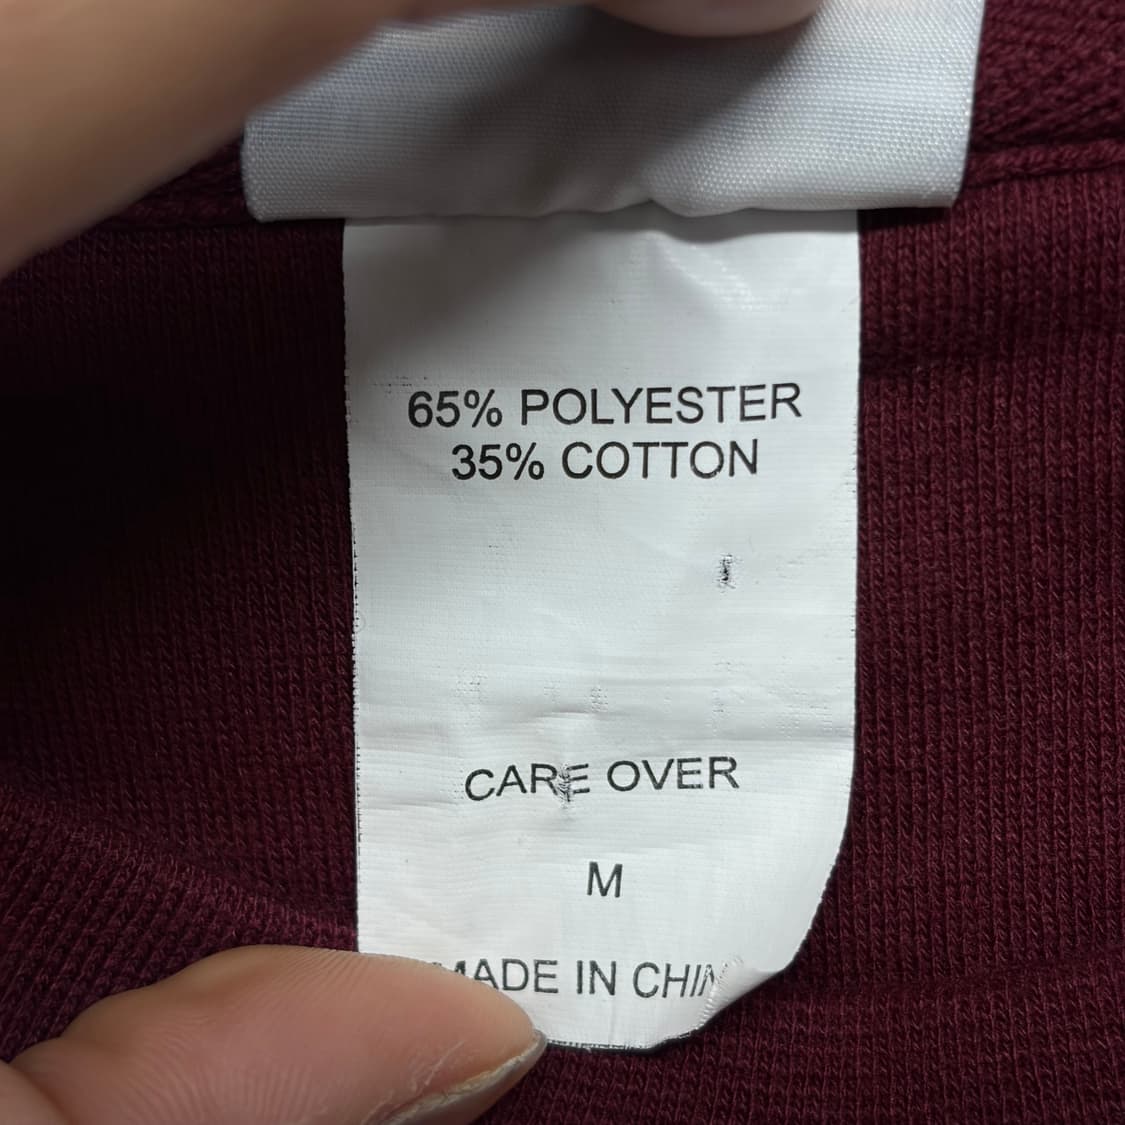 65% POLYESTER
35% COTTON
CARE OVER
M
MADE IN CHIN